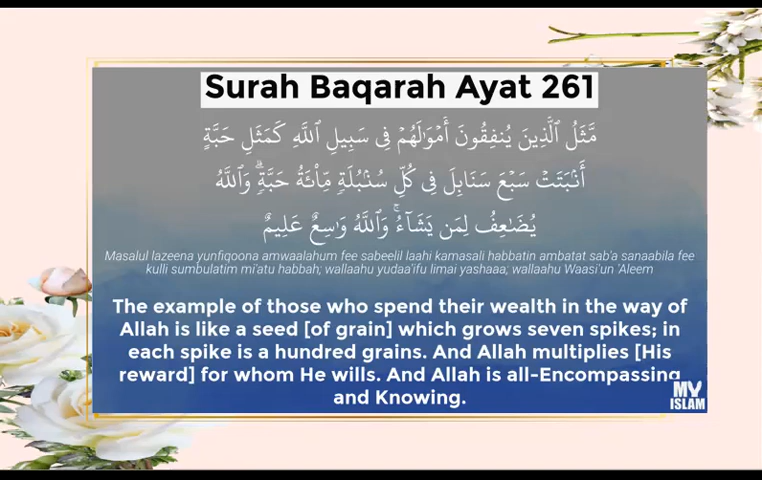 Surah Baqarah Ayat 261
مَّثَلُ ٱلَّذِينَ يُنفِقُونَ أَمْوَٰلَهُمْ فِى سَبِيلِ ٱللَّهِ كَمَثَلِ حَبَّةٍ
أَنۢبَتَتْ سَبْعَ سَنَابِلَ فِى كُلِّ سُنۢبُلَةٍ مِّا۟ئَةُ حَبَّةٍ ۗ وَٱللَّهُ
يُضَٰعِفُ لِمَن يَشَآءُ ۚ وَٱللَّهُ وَٰسِعٌ عَلِيمٌ
Masalul lazeena yunfiqoona amwaalahum fee sabeelil laahi kamasali habbatin ambatat sab'a sanaabila fee
kulli sumbulatim mi'atu habbah; wallaahu yudaa'ifu limai yashaaa; wallaahu Waasi'un 'Aleem
The example of those who spend their wealth in the way of
Allah is like a seed [of grain] which grows seven spikes; in
each spike is a hundred grains. And Allah multiplies [His
reward] for whom He wills. And Allah is all-Encompassing
and Knowing.
MY
ISLAM